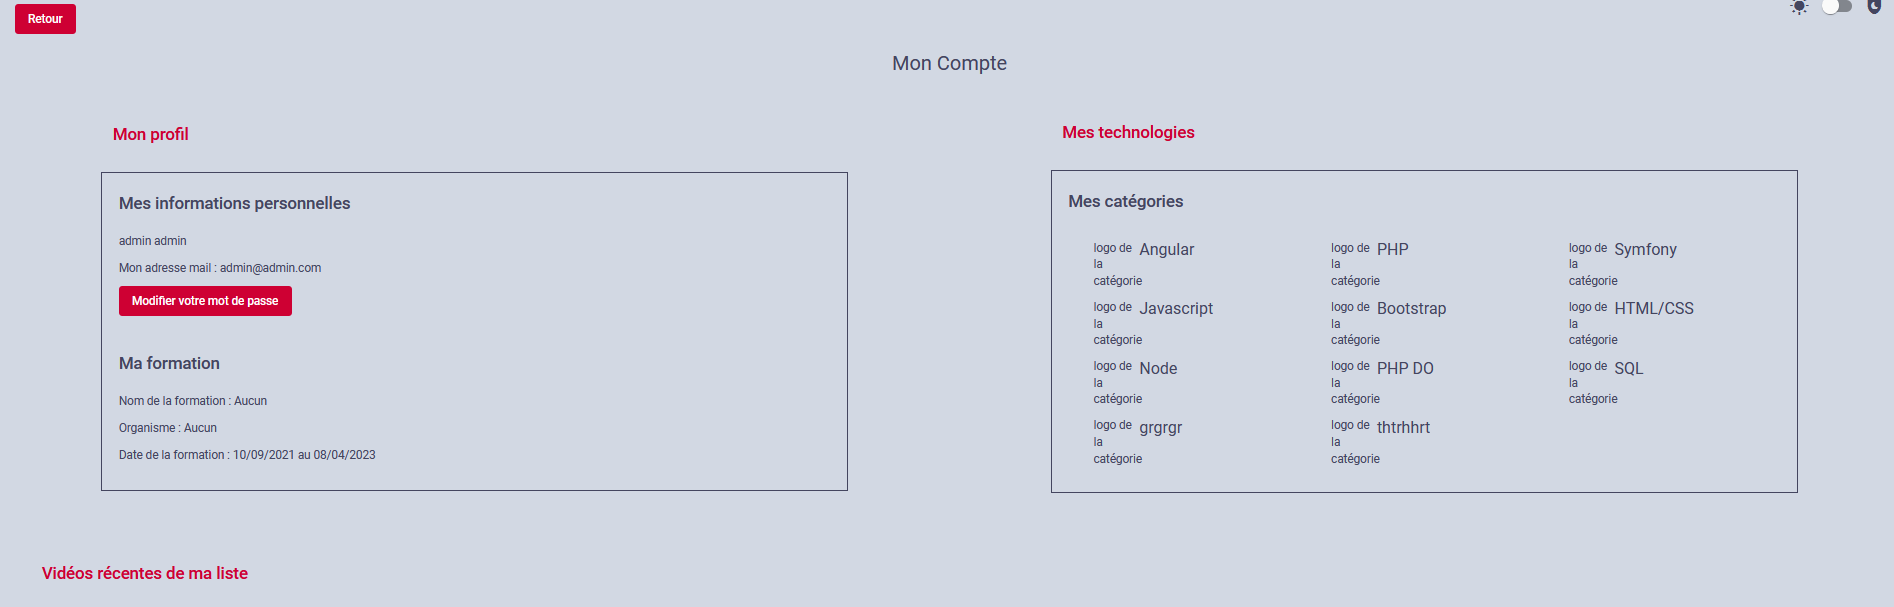 Retour
Mon Compte
Mon profil
Mes informations personnelles
admin admin
Mon adresse mail : admin@admin.com
Modifier votre mot de passe
Ma formation
Nom de la formation : Aucun
Organisme : Aucun
Date de la formation : 10/09/2021 au 08/04/2023
Mes technologies
Mes catégories
logo de
la
catégorie
Angular
logo de
la
catégorie
PHP
logo de
la
catégorie
Symfony
logo de
la
catégorie
Javascript
logo de
la
catégorie
Bootstrap
logo de
la
catégorie
HTML/CSS
logo de
la
catégorie
Node
logo de
la
catégorie
PHP DO
logo de
la
catégorie
SQL
logo de
la
catégorie
grgrgr
logo de
la
catégorie
thtrhhrt
Vidéos récentes de ma liste